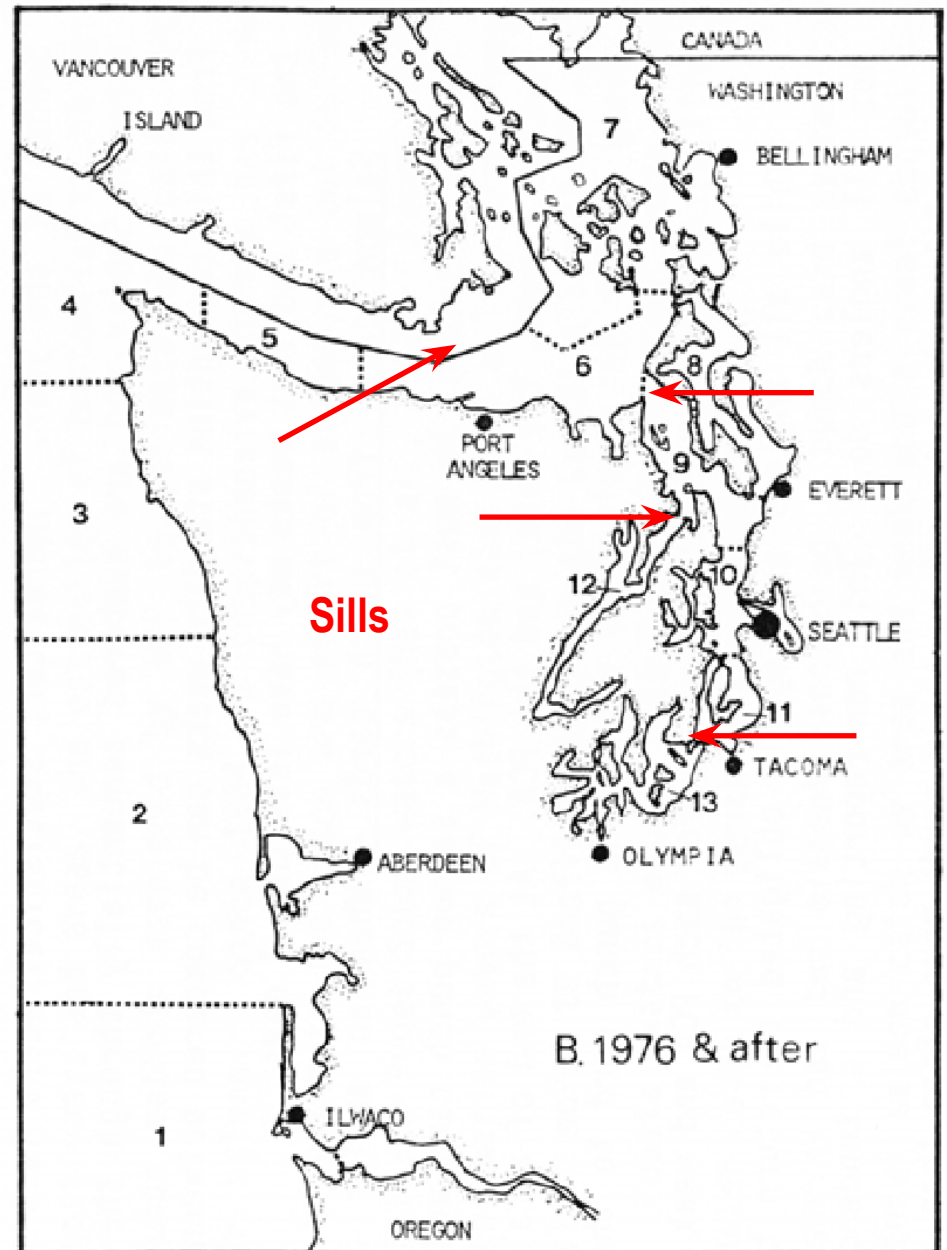 CANADA
VANCOUVER
ISLAND
WASHINGTON
7
BELLINGHAM
4
5
6
8
PORT
ANGELES
9
EVERETT
3
12
10
Sills
SEATTLE
11
TACOMA
13
2
ABERDEEN
OLYMPIA
B. 1976 & after
1
ILWACO
OREGON